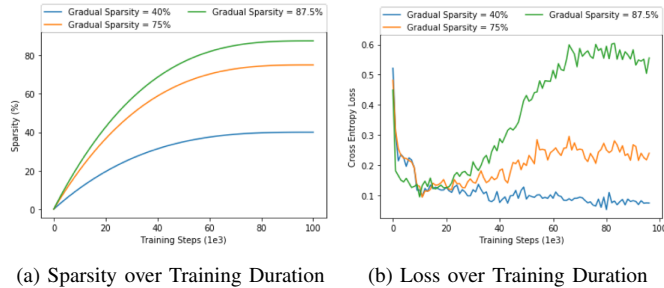 Gradual Sparsity = 40%
Gradual Sparsity = 87.5%
Gradual Sparsity = 75%
80
60
40
20
0
Sparsity (%)
0 20 40 60 80 100
Training Steps (1e3)
(a) Sparsity over Training Duration
Gradual Sparsity = 40%
Gradual Sparsity = 87.5%
Gradual Sparsity = 75%
0.6
0.5
0.4
0.3
0.2
0.1
Cross Entropy Loss
0 20 40 60 80 100
Training Steps (1e3)
(b) Loss over Training Duration